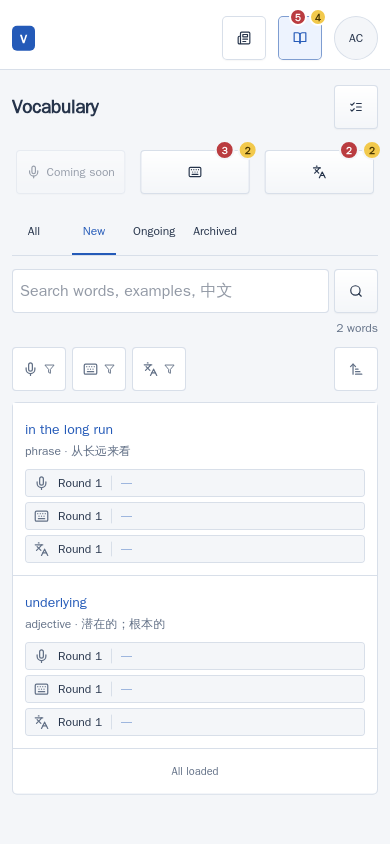 V
5 4
AC
Vocabulary
Coming soon
3 2
2 2
All New Ongoing Archived
Search words, examples, 中文
2 words
in the long run
phrase · 从长远来看
Round 1 —
Round 1 —
Round 1 —
underlying
adjective · 潜在的；根本的
Round 1 —
Round 1 —
Round 1 —
All loaded